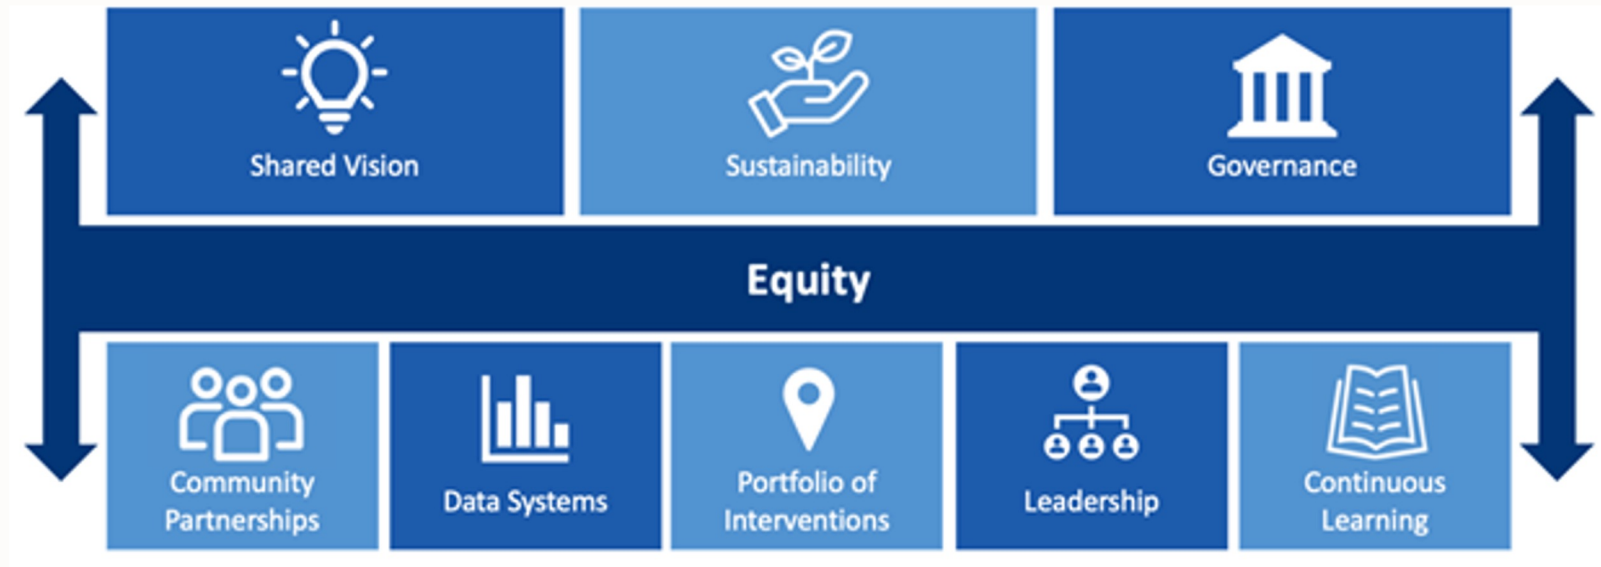 Shared Vision
Sustainability
Governance
Equity
Community
Partnerships
Data Systems
Portfolio of
Interventions
Leadership
Continuous
Learning